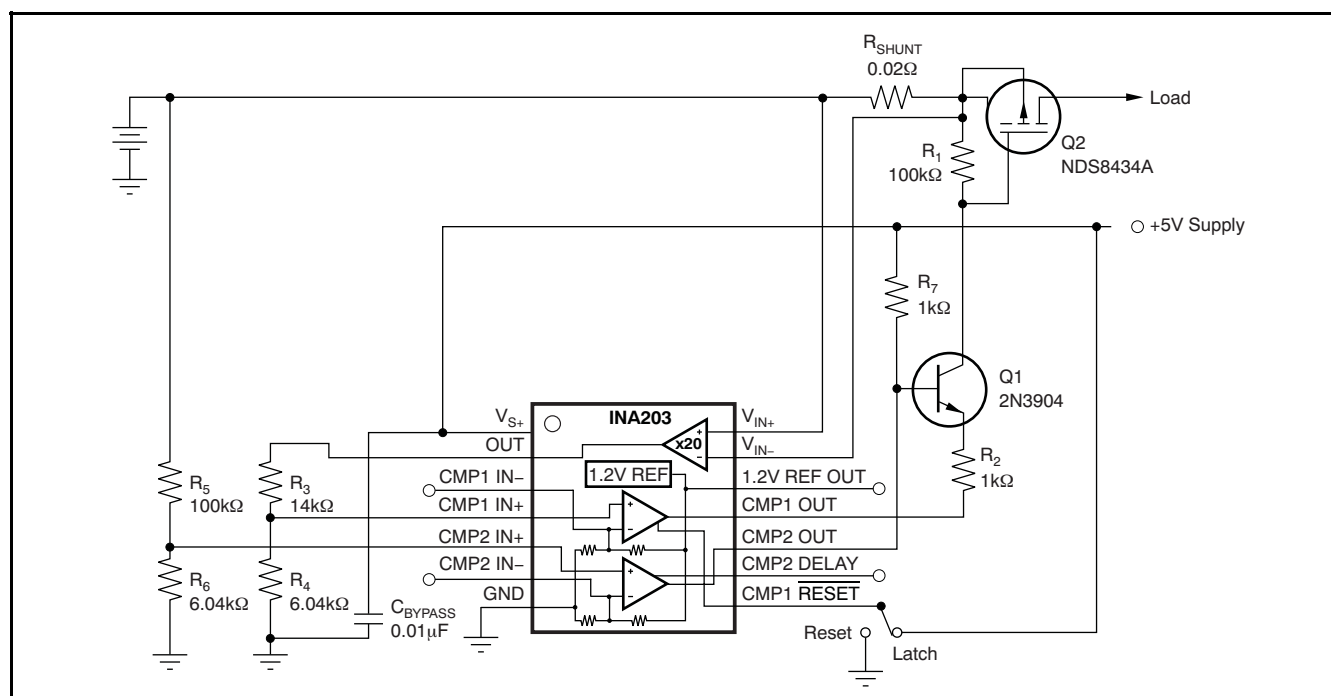 R_SHUNT
0.02Ω
Load
R_1
100kΩ
Q2
NDS8434A
+5V Supply
R_7
1kΩ
Q1
2N3904
INA203
V_S+
OUT
CMP1 IN−
CMP1 IN+
CMP2 IN+
CMP2 IN−
GND
x20
1.2V REF
V_IN+
V_IN−
1.2V REF OUT
CMP1 OUT
CMP2 OUT
CMP2 DELAY
CMP1 RESET
R_2
1kΩ
R_5
100kΩ
R_3
14kΩ
R_6
6.04kΩ
R_4
6.04kΩ
C_BYPASS
0.01μF
Reset
Latch